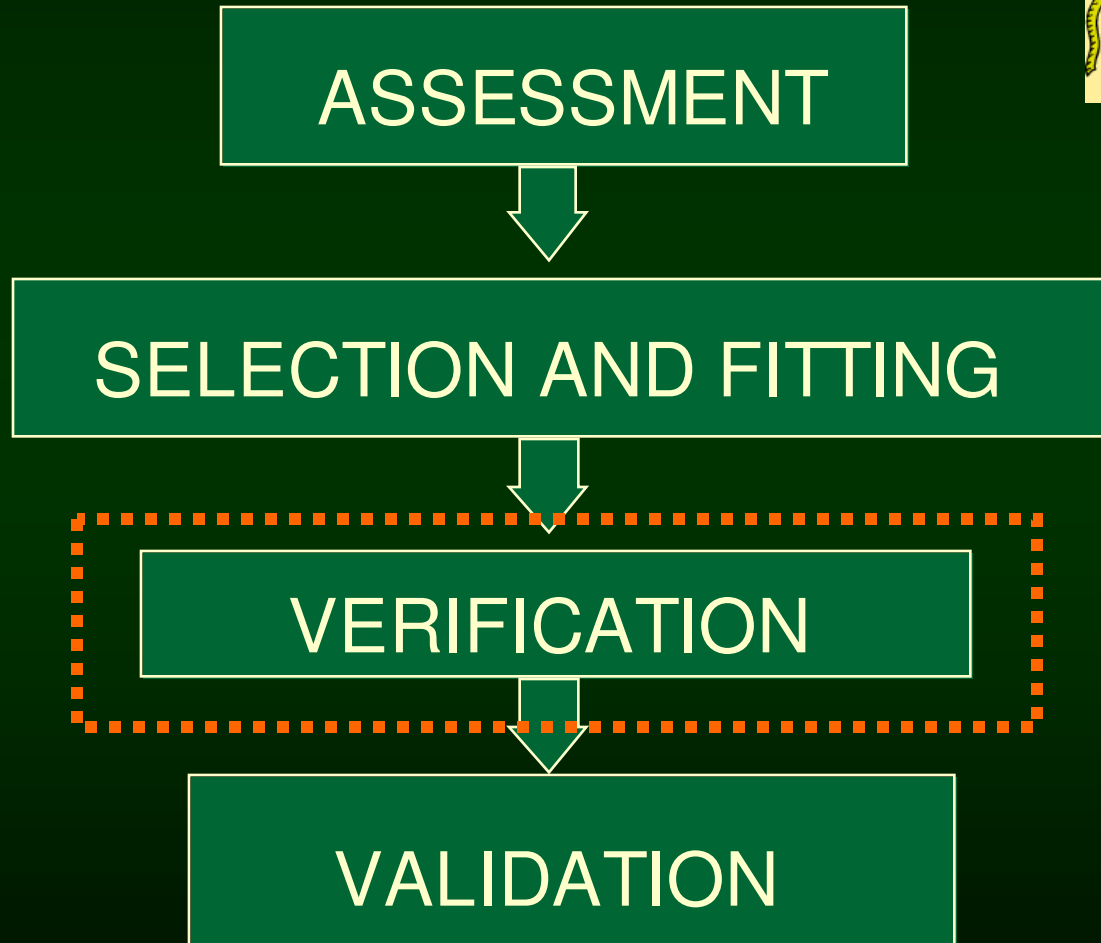 ASSESSMENT
SELECTION AND FITTING
VERIFICATION
VALIDATION